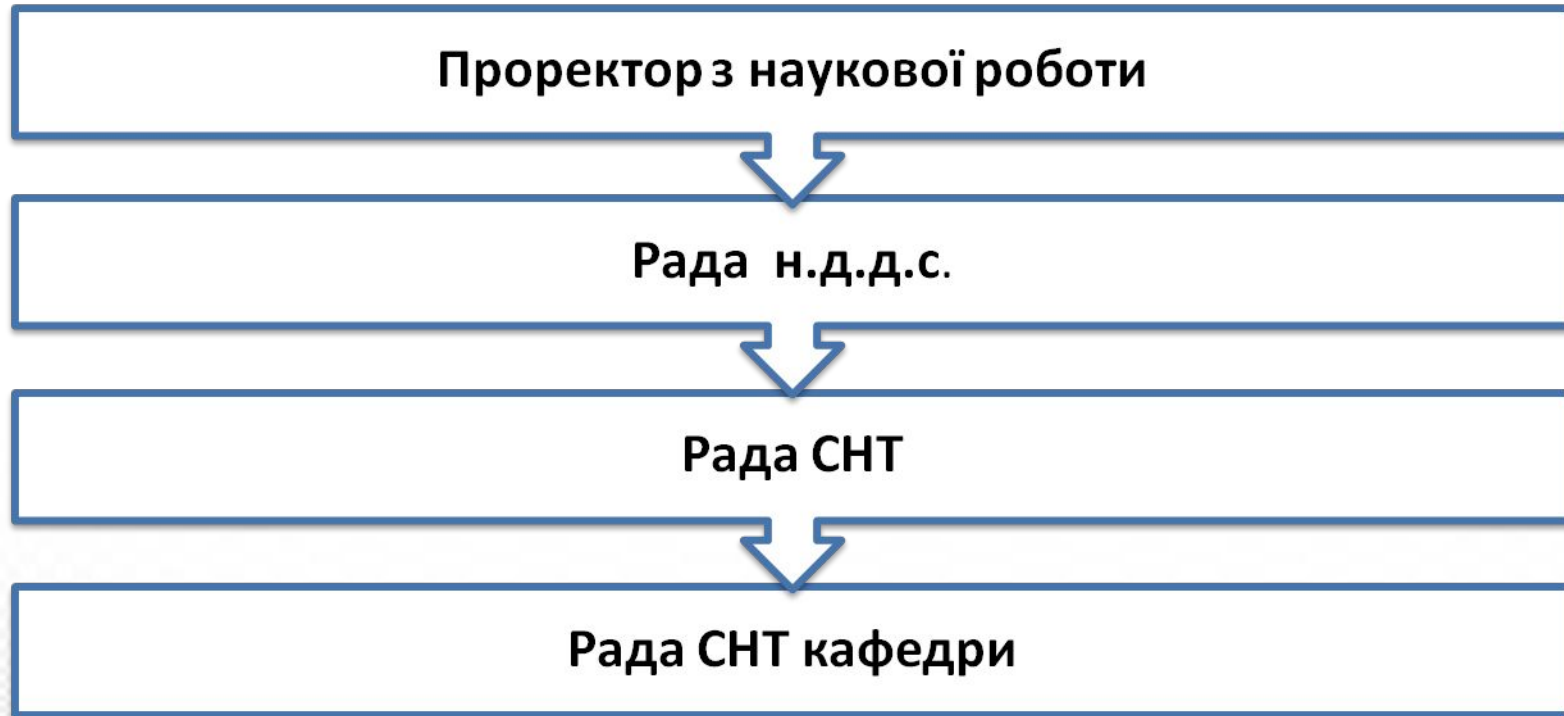 Проректор з наукової роботи
Рада н.д.д.с.
Рада СНТ
Рада СНТ кафедри